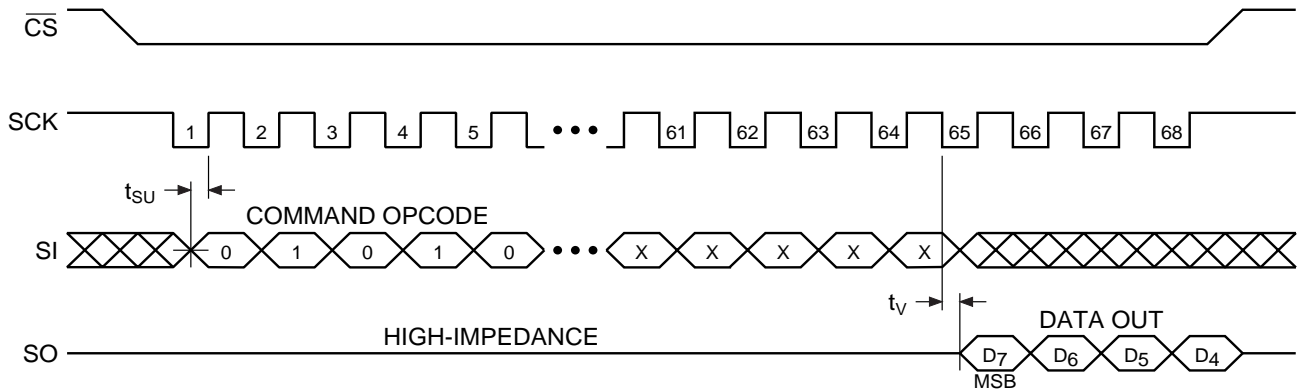 CS
SCK 1 2 3 4 5 ••• 61 62 63 64 65 66 67 68
tSU
COMMAND OPCODE
SI 0 1 0 1 0 ••• X X X X X
tV
HIGH-IMPEDANCE DATA OUT
SO D7 D6 D5 D4
MSB